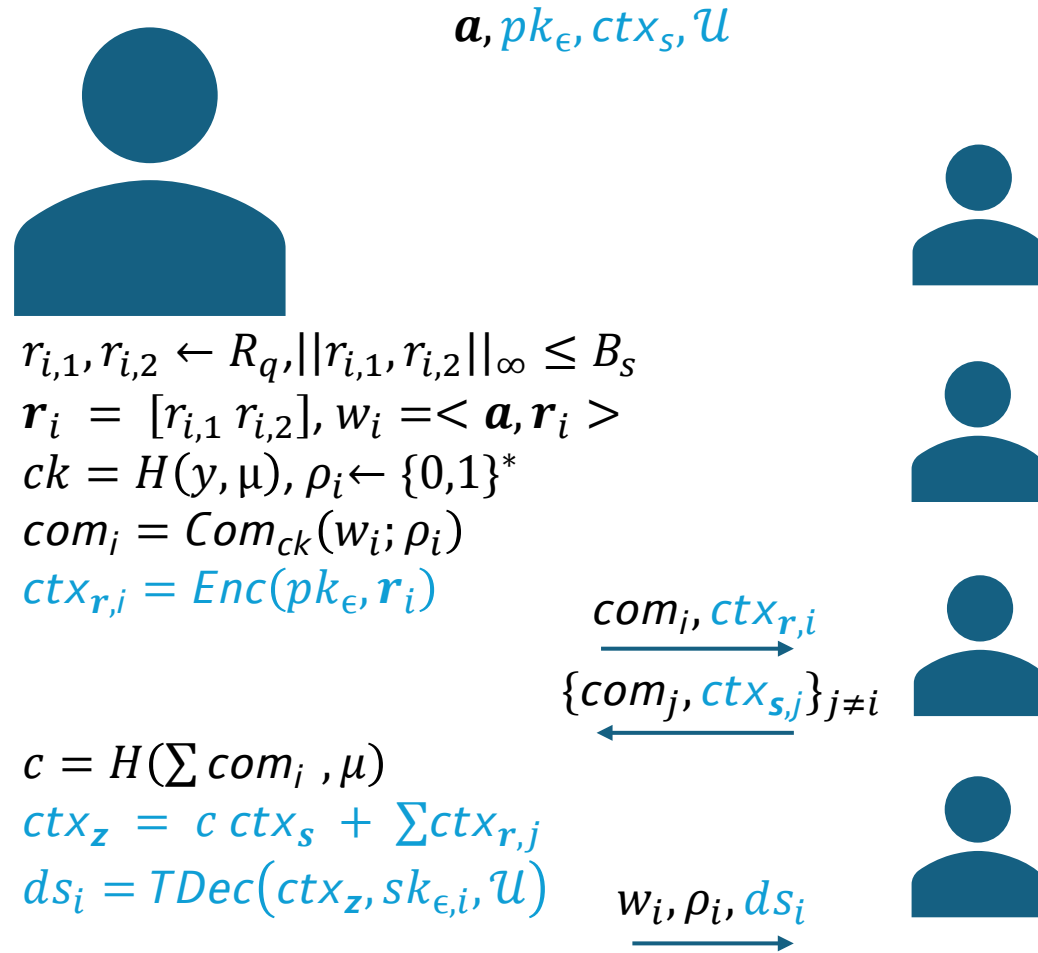 𝒂, pk_ϵ, ctx_s, 𝒰
r_{i,1}, r_{i,2} ← R_q, ||r_{i,1}, r_{i,2}||_∞ ≤ B_s
𝒓_i = [r_{i,1} r_{i,2}], w_i =< 𝒂, 𝒓_i >
ck = H(y, μ), ρ_i ← {0,1}^*
com_i = Com_{ck}(w_i; ρ_i)
ctx_{𝒓,i} = Enc(pk_ϵ, 𝒓_i)
com_i, ctx_{𝒓,i}
{com_j, ctx_{𝒔,j}}_{j≠i}
c = H(∑ com_i , μ)
ctx_𝒛 = c ctx_𝒔 + ∑ctx_{𝒓,j}
ds_i = TDec(ctx_𝒛, sk_{ϵ,i}, 𝒰)
w_i, ρ_i, ds_i